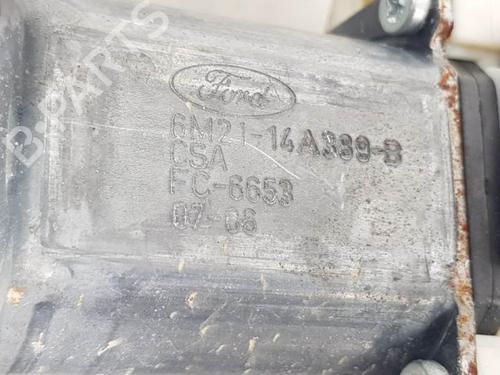 B-PARTS
Ford
6M21-14A389-B
CSA
FC-6653
07-06